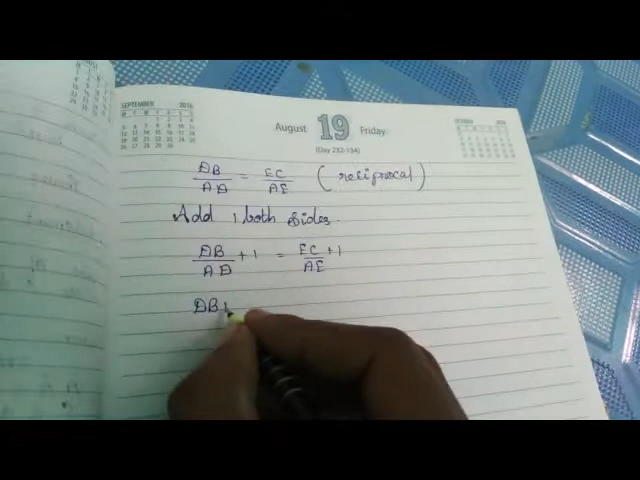 SEPTEMBER 2016
August 19 Friday
(Day 232-134)
OCTOBER 2016
DB/AD = EC/AE (reciprocal)
Add 1 both sides.
DB/AD + 1 = EC/AE + 1
DB